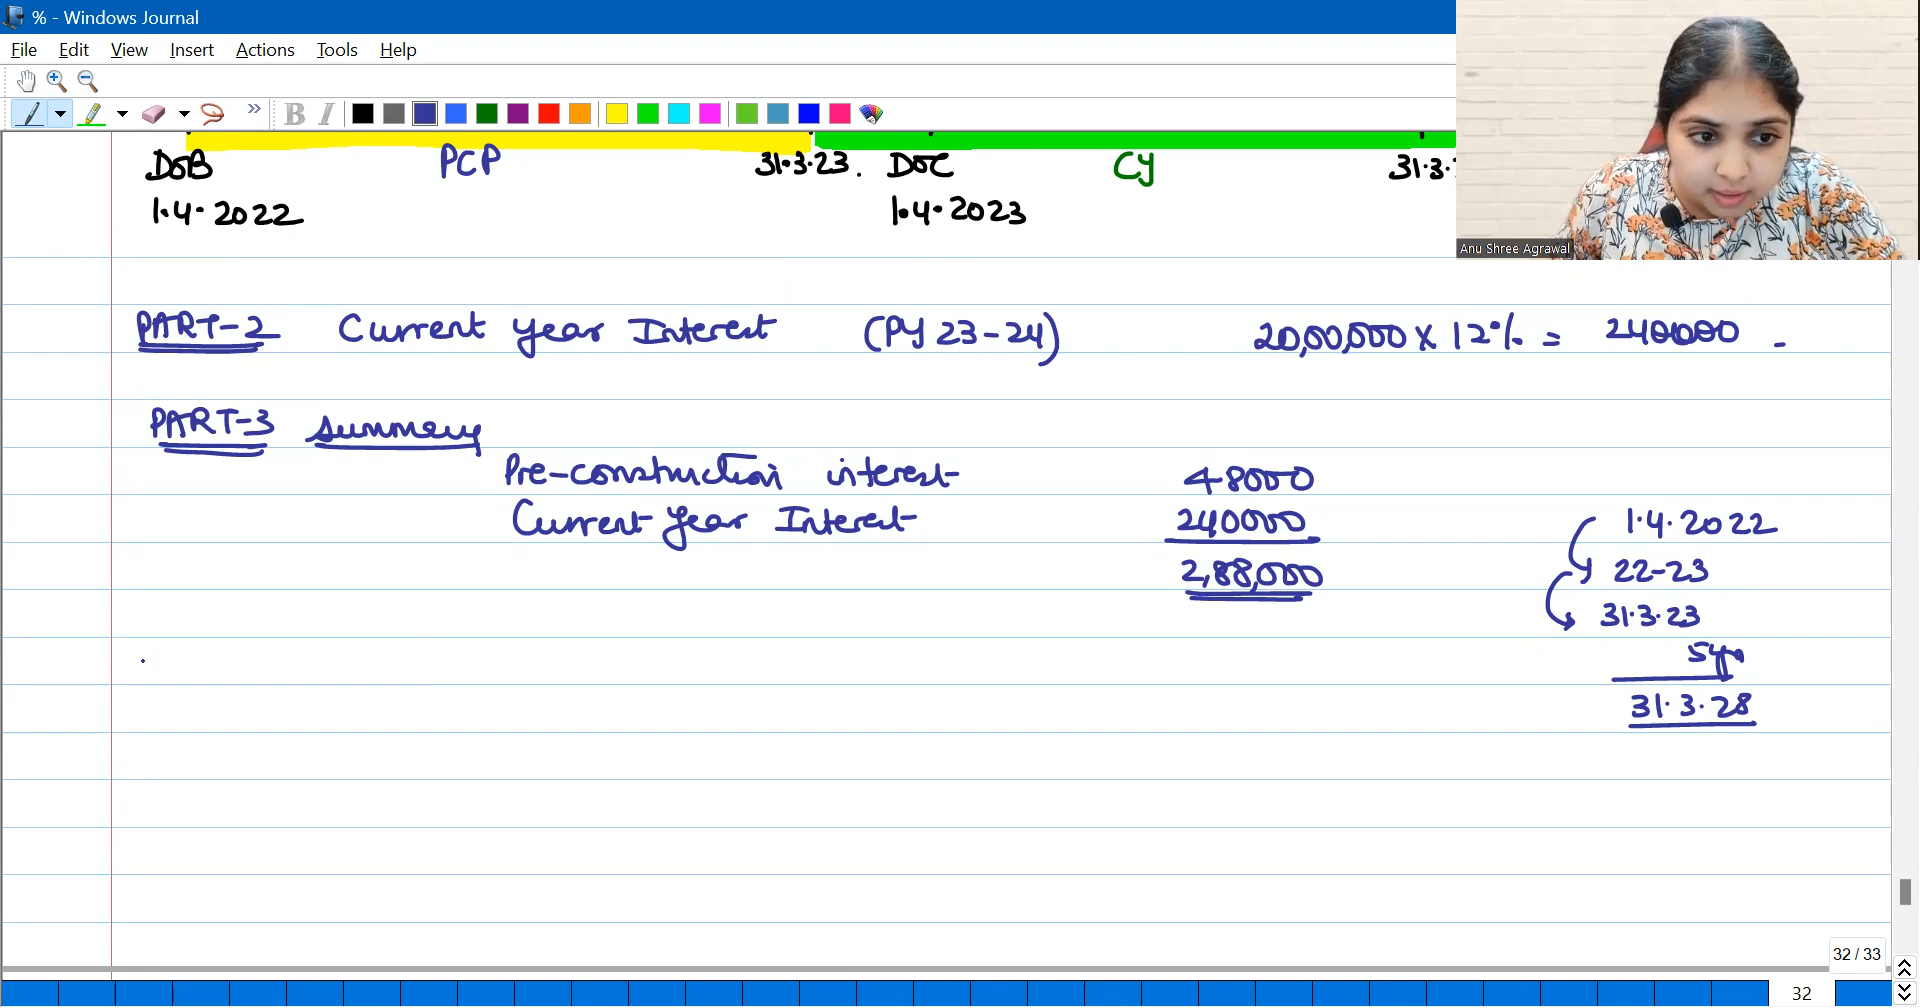 % - Windows Journal
File Edit View Insert Actions Tools Help
B I
DOB PCP 31.3.23. DOC CY 31.3.
1.4.2022 1.4.2023
Anu Shree Agrawal
PART-2 Current year Interest (PY 23-24) 20,00,000 x 12% = 240000 -
PART-3 Summery
Pre-construction interest 48000
Current year Interest 240000
2,88,000
1.4.2022
22-23
31.3.23
5yrs
31.3.28
32 / 33
32